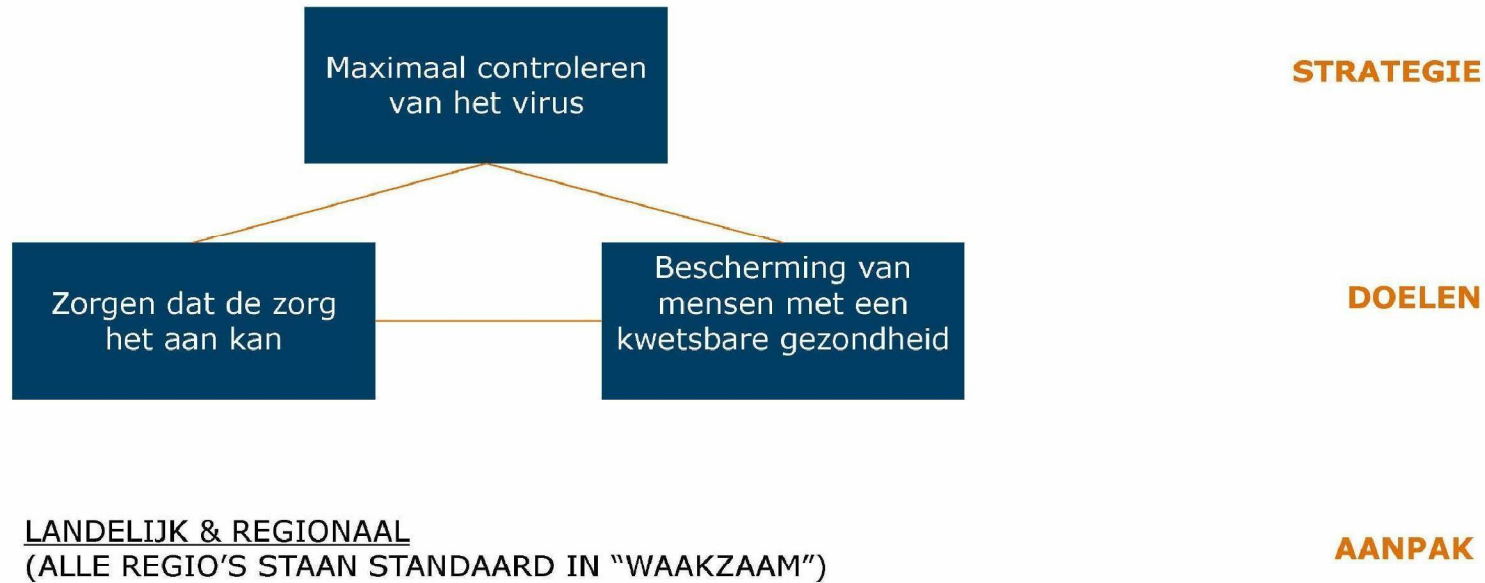 Maximaal controleren
van het virus
STRATEGIE
Zorgen dat de zorg
het aan kan
Bescherming van
mensen met een
kwetsbare gezondheid
DOELEN
LANDELIJK & REGIONAAL
(ALLE REGIO'S STAAN STANDAARD IN “WAAKZAAM”)
AANPAK